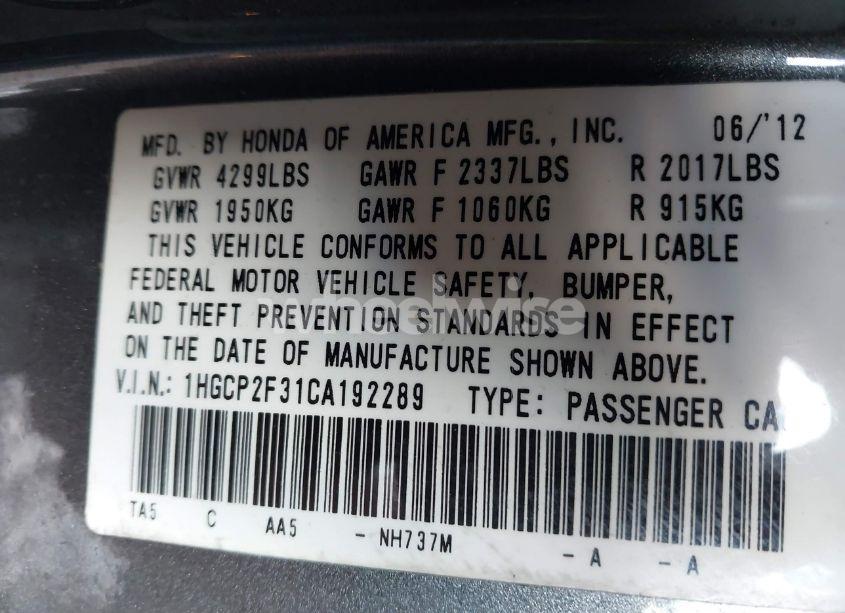 MFD. BY HONDA OF AMERICA MFG., INC. 06/'12
GVWR 4299LBS GAWR F 2337LBS R 2017LBS
GVWR 1950KG GAWR F 1060KG R 915KG
THIS VEHICLE CONFORMS TO ALL APPLICABLE
FEDERAL MOTOR VEHICLE SAFETY, BUMPER,
wheelwise
AND THEFT PREVENTION STANDARDS IN EFFECT
ON THE DATE OF MANUFACTURE SHOWN ABOVE.
V.I.N.: 1HGCP2F31CA192289 TYPE: PASSENGER CA
TA5 C AA5 - NH737M - A - A